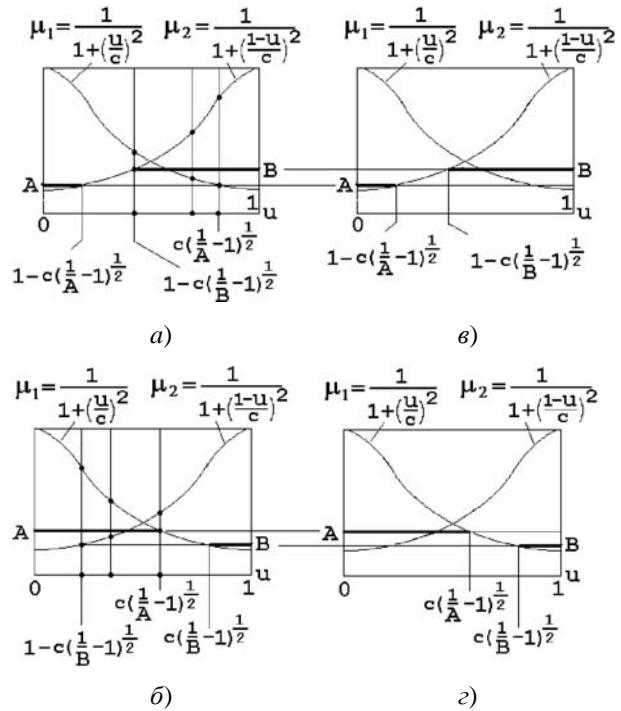 μ₁=1/(1+(u/c)²) μ₂=1/(1+((1-u)/c)²) μ₁=1/(1+(u/c)²) μ₂=1/(1+((1-u)/c)²)
A B A B
0 1 u 0 1 u
c(1/A-1)^(1/2)
1-c(1/A-1)^(1/2) 1-c(1/B-1)^(1/2) 1-c(1/A-1)^(1/2) 1-c(1/B-1)^(1/2)
а) в)
μ₁=1/(1+(u/c)²) μ₂=1/(1+((1-u)/c)²) μ₁=1/(1+(u/c)²) μ₂=1/(1+((1-u)/c)²)
A B A B
0 1 u 0 1 u
c(1/A-1)^(1/2) c(1/A-1)^(1/2)
1-c(1/B-1)^(1/2) c(1/B-1)^(1/2) c(1/B-1)^(1/2)
б) г)